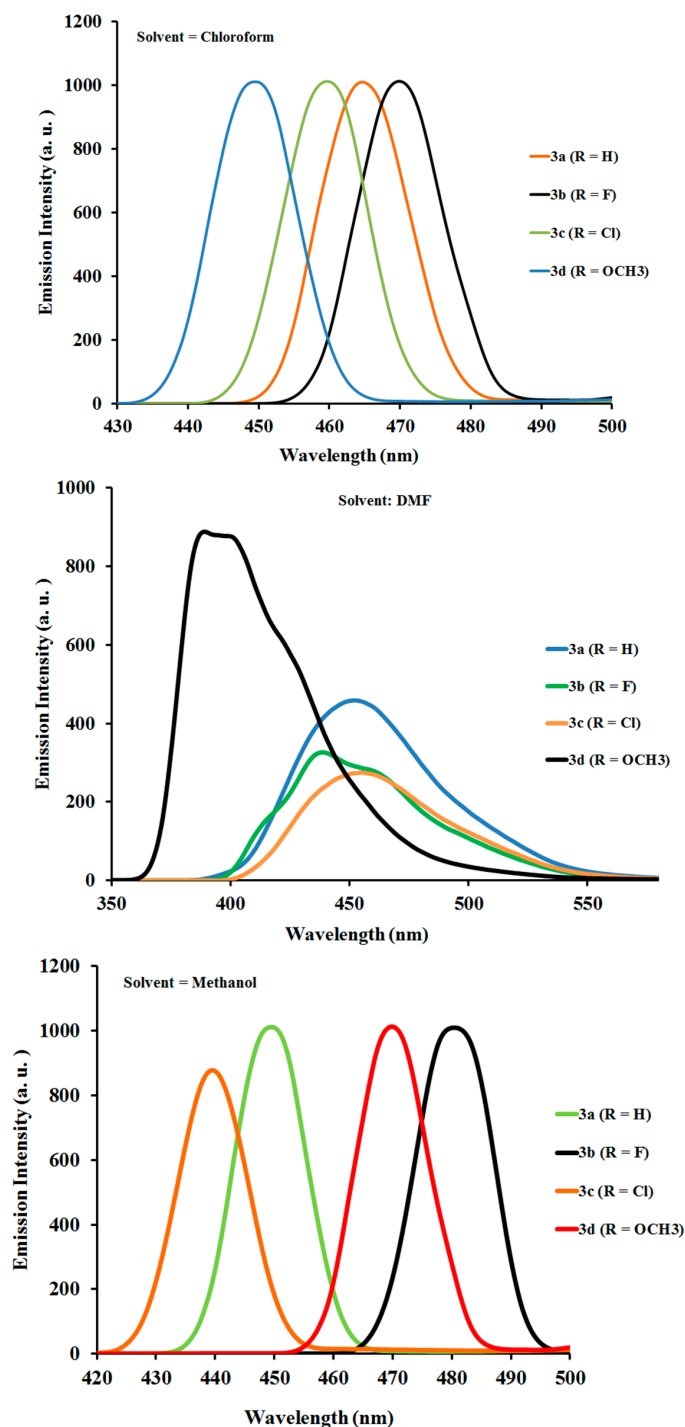 1200
Solvent = Chloroform
1000
800
600
400
200
0
Emission Intensity (a. u. )
3a (R = H)
3b (R = F)
3c (R = Cl)
3d (R = OCH3)
430 440 450 460 470 480 490 500
Wavelength (nm)
1000
Solvent: DMF
800
600
400
200
0
Emission Intensity (a. u. )
3a (R = H)
3b (R = F)
3c (R = Cl)
3d (R = OCH3)
350 400 450 500 550
Wavelength (nm)
1200
Solvent = Methanol
1000
800
600
400
200
0
Emission Intensity (a. u. )
3a (R = H)
3b (R = F)
3c (R = Cl)
3d (R = OCH3)
420 430 440 450 460 470 480 490 500
Wavelength (nm)